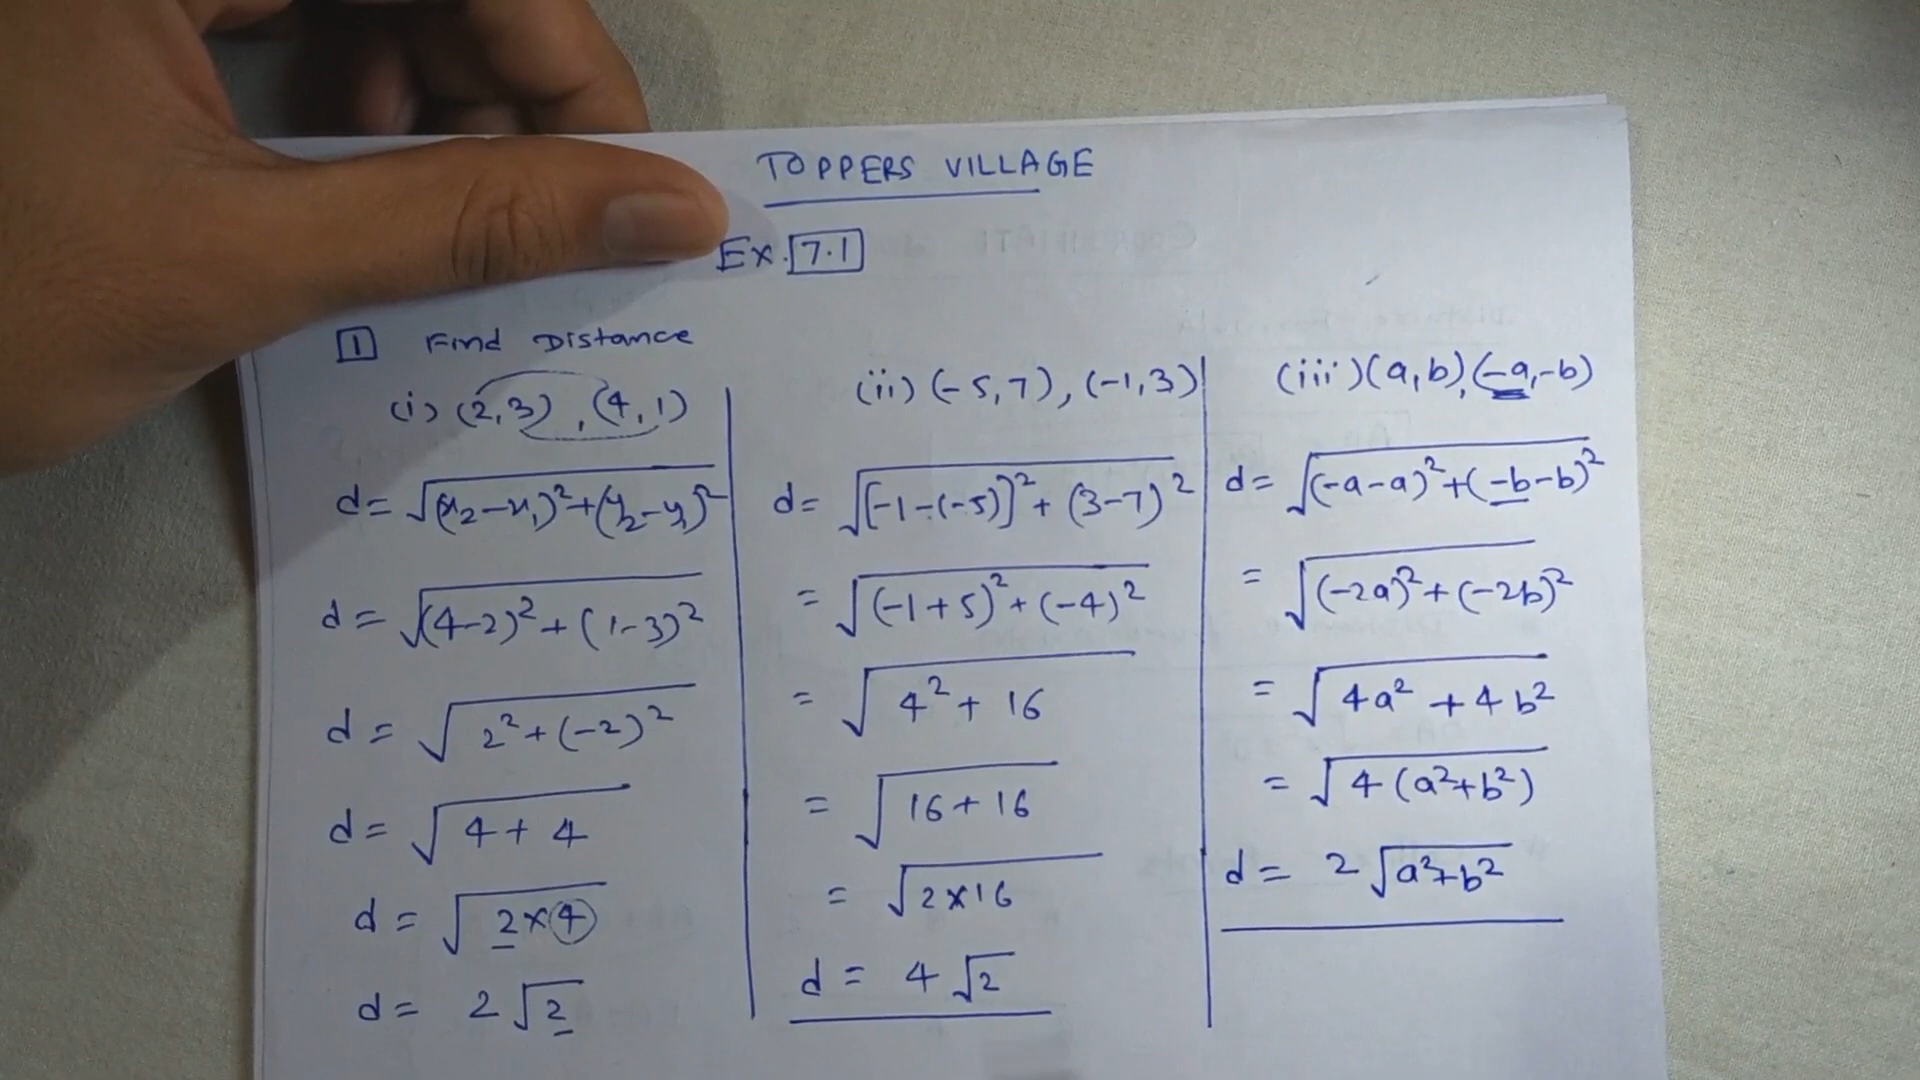 TOPPERS VILLAGE
Ex. 7.1
1 Find Distance
(i) (2,3), (4,1)
d = √(x₂-x₁)²+(y₂-y₁)²
d = √(4-2)²+(1-3)²
d = √2²+(-2)²
d = √4+4
d = √2×4
d = 2√2
(ii) (-5,7), (-1,3)
d = √[-1-(-5)]²+(3-7)²
= √(-1+5)²+(-4)²
= √4²+16
= √16+16
= √2×16
d = 4√2
(iii) (a,b), (-a,-b)
d = √(-a-a)²+(-b-b)²
= √(-2a)²+(-2b)²
= √4a²+4b²
= √4(a²+b²)
d = 2√a²+b²